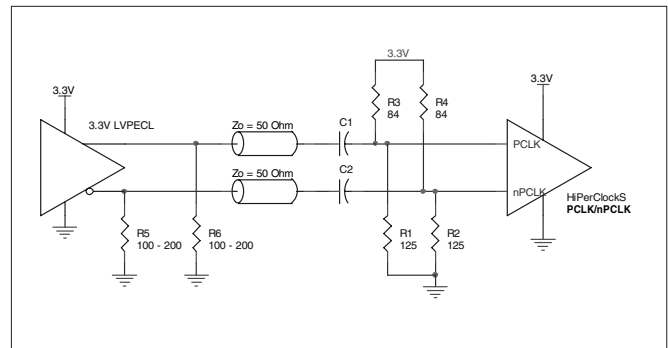 3.3V
3.3V LVPECL
Zo = 50 Ohm
Zo = 50 Ohm
C1
C2
R5
100 - 200
R6
100 - 200
3.3V
R3
84
R4
84
R1
125
R2
125
3.3V
PCLK
nPCLK
HiPerClockS
PCLK/nPCLK